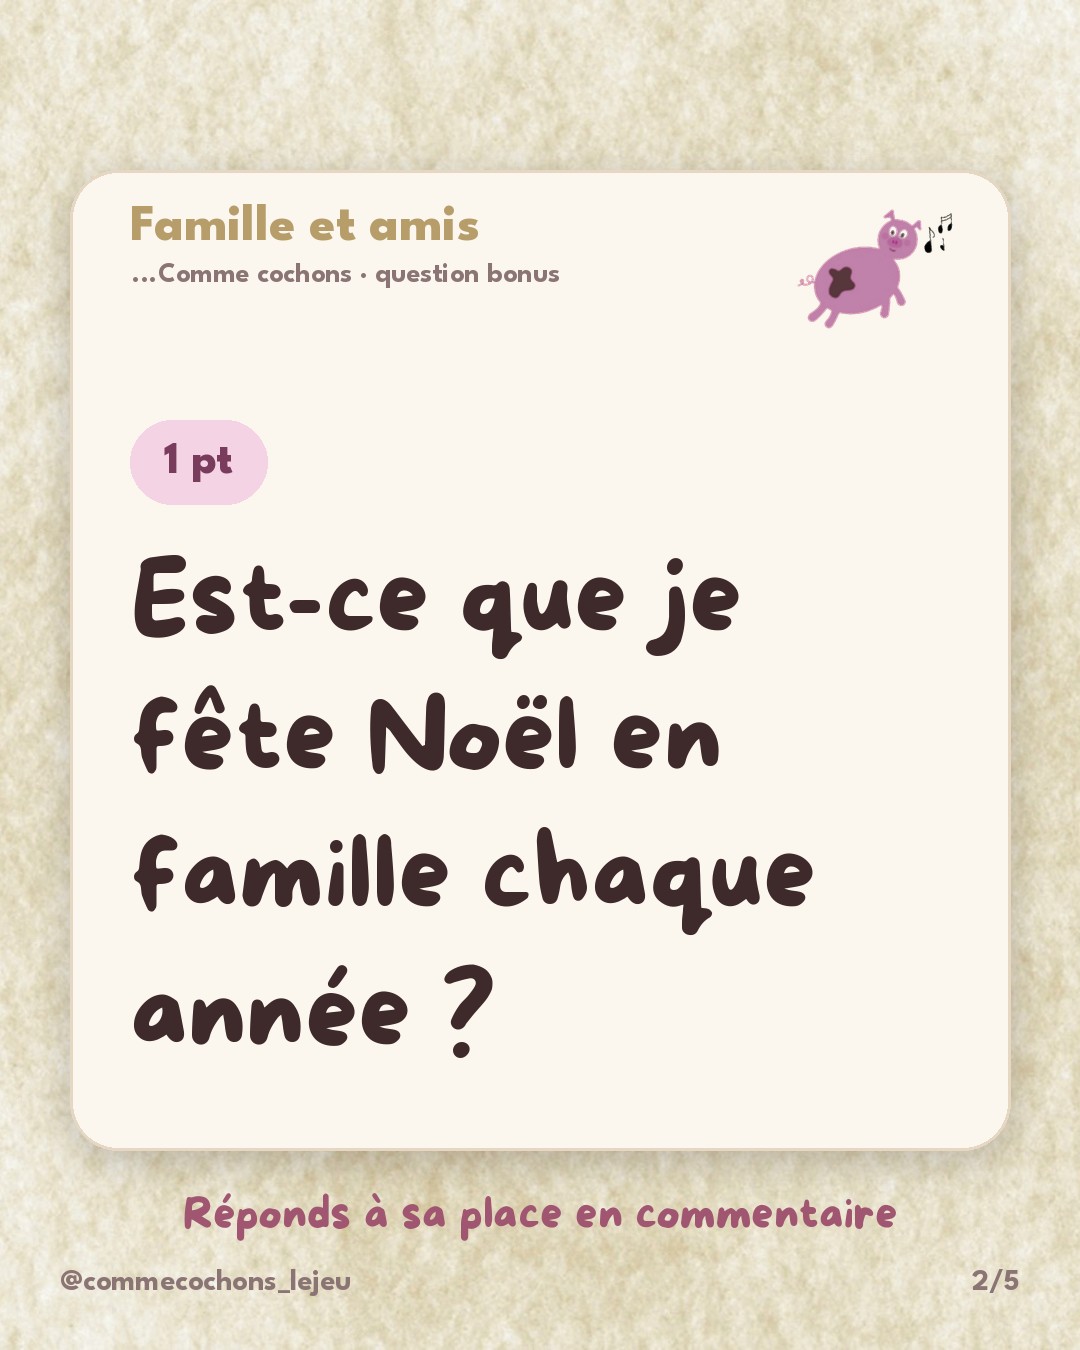 Famille et amis
...Comme cochons · question bonus
1 pt
Est-ce que je
fête Noël en
famille chaque
année ?
Réponds à sa place en commentaire
@commecochons_lejeu
2/5